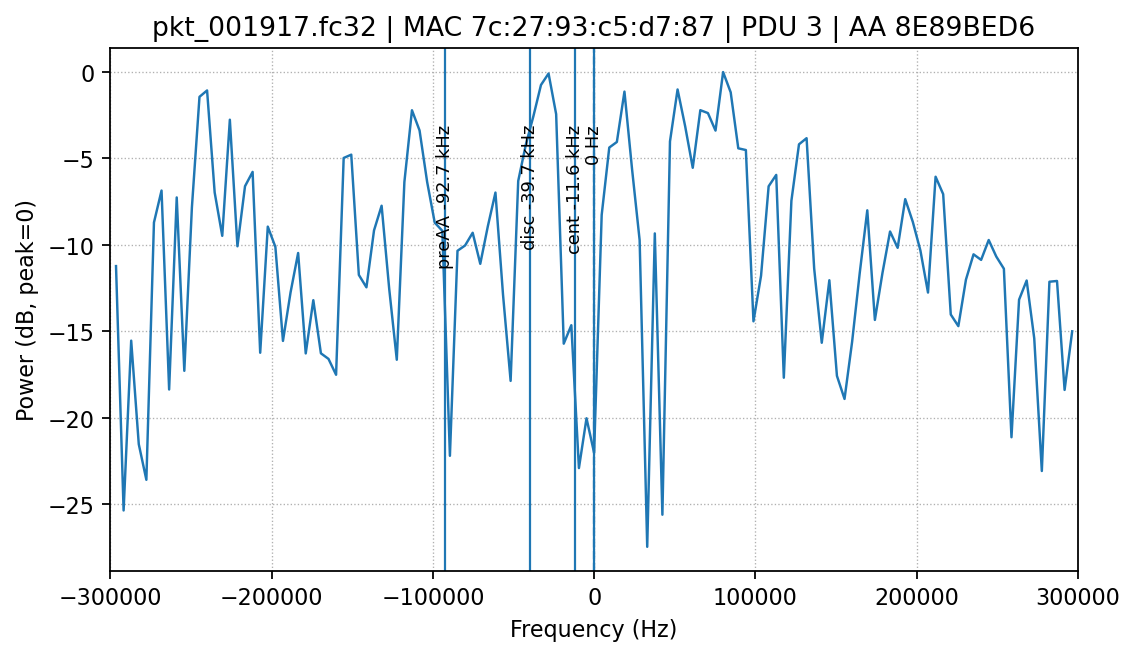 pkt_001917.fc32 | MAC 7c:27:93:c5:d7:87 | PDU 3 | AA 8E89BED6
Power (dB, peak=0)
0
−5
−10
−15
−20
−25
preAA -92.7 kHz
disc -39.7 kHz
cent -11.6 kHz
0 Hz
−300000
−200000
−100000
0
100000
200000
300000
Frequency (Hz)